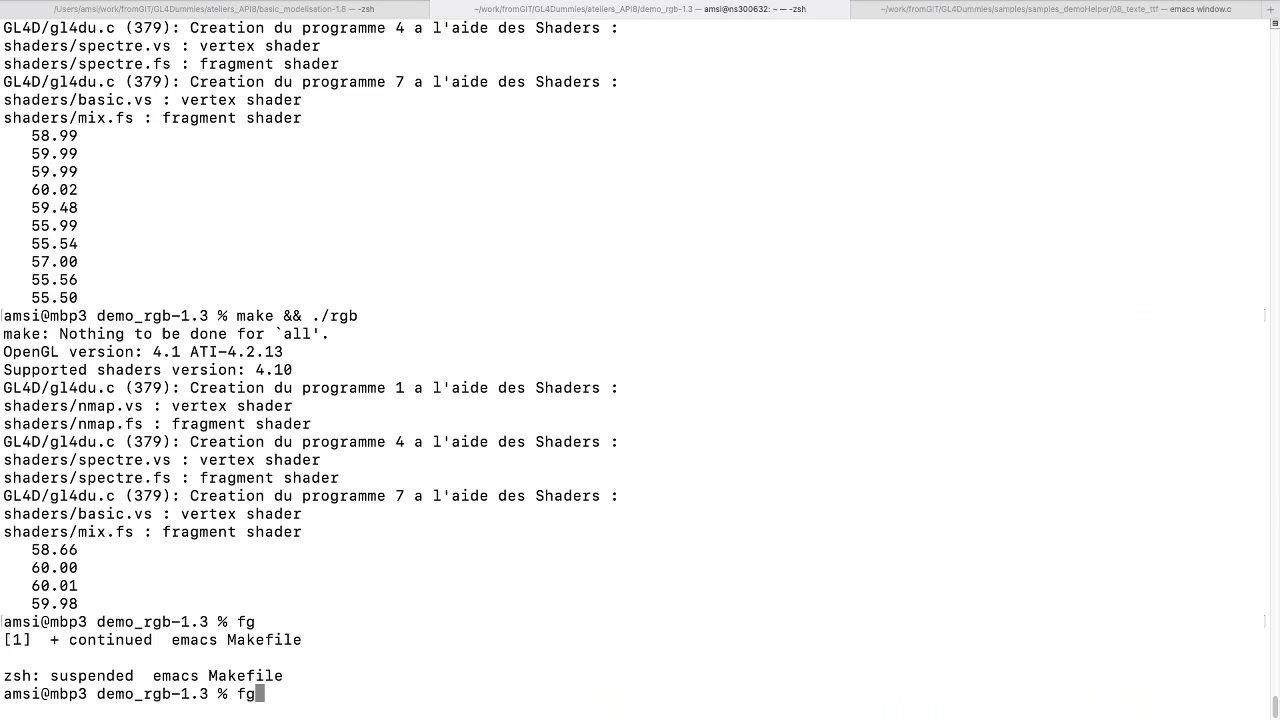 /Users/amsi/work/fromGIT/GL4Dummies/ateliers_API8/basic_modelisation-1.8 — -zsh
~/work/fromGIT/GL4Dummies/ateliers_API8/demo_rgb-1.3 — amsi@ns300632: ~ — -zsh
~/work/fromGIT/GL4Dummies/samples/samples_demoHelper/08_texte_ttf — emacs window.c
+
GL4D/gl4du.c (379): Creation du programme 4 a l'aide des Shaders :
shaders/spectre.vs : vertex shader
shaders/spectre.fs : fragment shader
GL4D/gl4du.c (379): Creation du programme 7 a l'aide des Shaders :
shaders/basic.vs : vertex shader
shaders/mix.fs : fragment shader
58.99
59.99
59.99
60.02
59.48
55.99
55.54
57.00
55.56
55.50
[amsi@mbp3 demo_rgb-1.3 % make && ./rgb ]
make: Nothing to be done for `all'.
OpenGL version: 4.1 ATI-4.2.13
Supported shaders version: 4.10
GL4D/gl4du.c (379): Creation du programme 1 a l'aide des Shaders :
shaders/nmap.vs : vertex shader
shaders/nmap.fs : fragment shader
GL4D/gl4du.c (379): Creation du programme 4 a l'aide des Shaders :
shaders/spectre.vs : vertex shader
shaders/spectre.fs : fragment shader
GL4D/gl4du.c (379): Creation du programme 7 a l'aide des Shaders :
shaders/basic.vs : vertex shader
shaders/mix.fs : fragment shader
58.66
60.00
60.01
59.98
[amsi@mbp3 demo_rgb-1.3 % fg ]
[1]  + continued  emacs Makefile
zsh: suspended  emacs Makefile
amsi@mbp3 demo_rgb-1.3 % fg